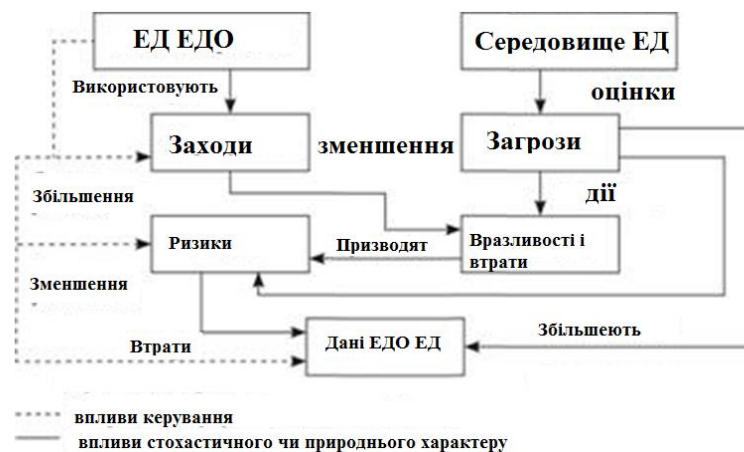 ЕД ЕДО
Середовище ЕД
Використовують
оцінки
Заходи
зменшення
Загрози
Збільшення
дії
Ризики
Призводят
Вразливості і
втрати
Зменшення
Втрати
Дані ЕДО ЕД
Збільшеють
впливи керування
впливи стохастичного чи природнього характеру